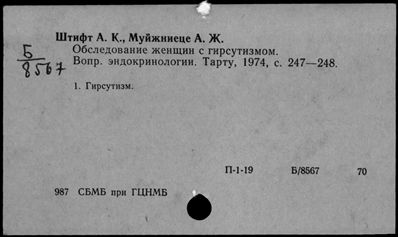 Штифт А. К., Муйжниеце А. Ж.
Б
8567
Обследование женщин с гирсутизмом.
Вопр. эндокринологии. Тарту, 1974, с. 247—248.
1. Гирсутизм.
П-1-19 Б/8567 70
987 СБМБ при ГЦНМБ